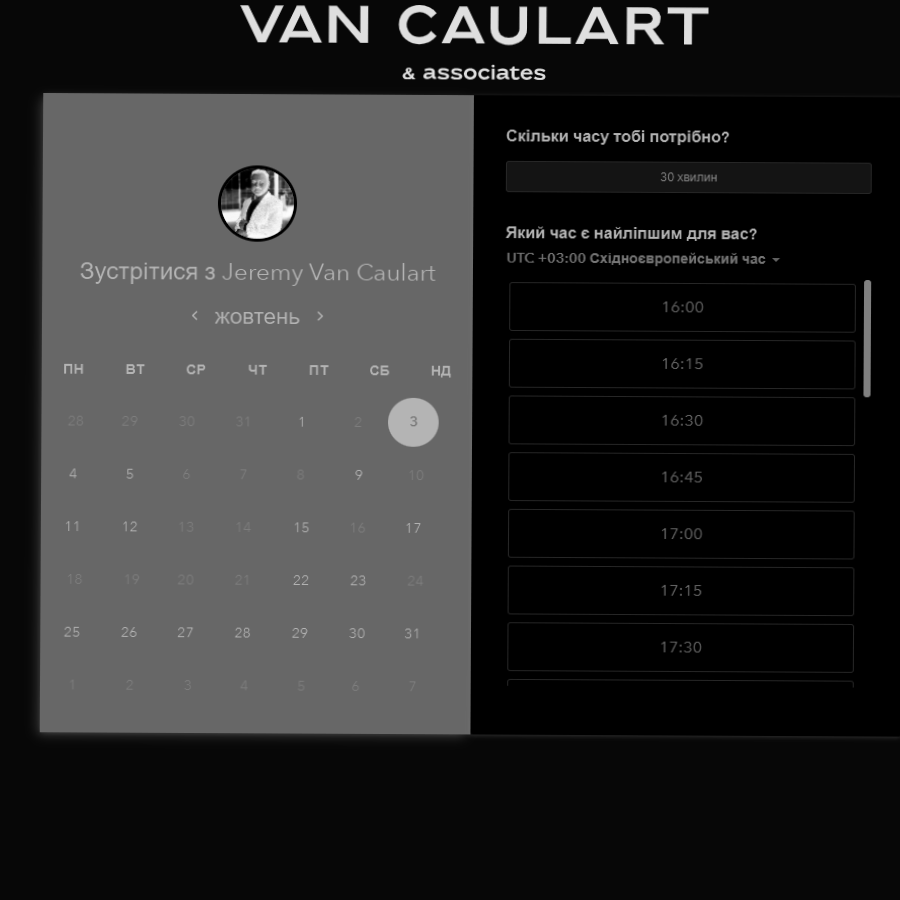 VAN CAULART
& associates
Зустрітися з Jeremy Van Caulart
‹ жовтень ›
ПН ВТ СР ЧТ ПТ СБ НД
28 29 30 31 1 2 3
4 5 6 7 8 9 10
11 12 13 14 15 16 17
18 19 20 21 22 23 24
25 26 27 28 29 30 31
1 2 3 4 5 6 7
Скільки часу тобі потрібно?
30 хвилин
Який час є найліпшим для вас?
UTC +03:00 Східноєвропейський час
16:00
16:15
16:30
16:45
17:00
17:15
17:30